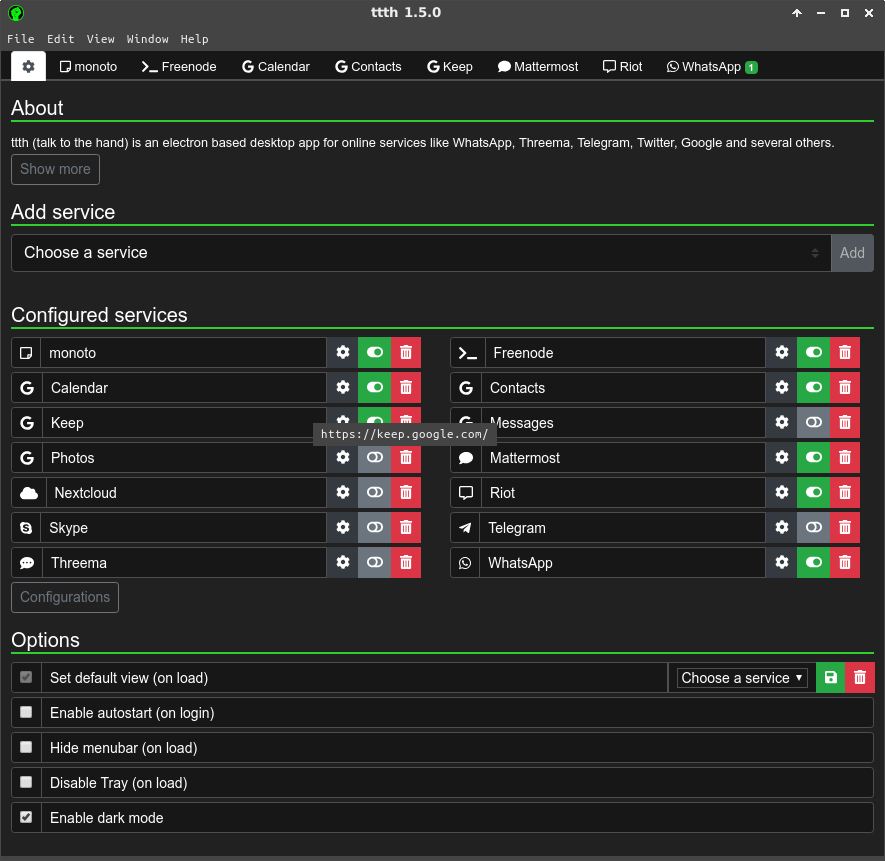 ttth 1.5.0
File Edit View Window Help
monoto Freenode Calendar Contacts Keep Mattermost Riot WhatsApp 1
About
ttth (talk to the hand) is an electron based desktop app for online services like WhatsApp, Threema, Telegram, Twitter, Google and several others.
Show more
Add service
Choose a service Add
Configured services
monoto Freenode
Calendar Contacts
Keep Messages
https://keep.google.com/
Photos Mattermost
Nextcloud Riot
Skype Telegram
Threema WhatsApp
Configurations
Options
Set default view (on load) Choose a service
Enable autostart (on login)
Hide menubar (on load)
Disable Tray (on load)
Enable dark mode